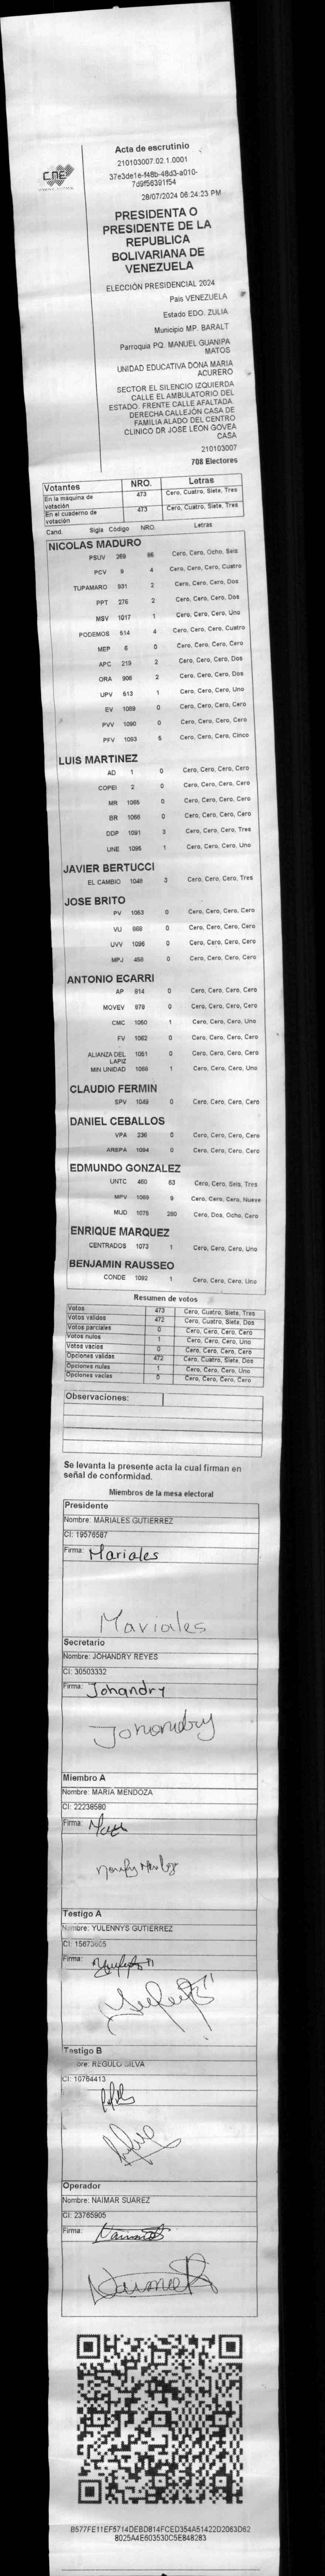 CNE
Acta de escrutinio
210103007.02.1.0001
37e3de1e-f48b-48d3-a010-
7d9f56391f54
28/07/2024 06:24:23 PM
PRESIDENTA O
PRESIDENTE DE LA
REPUBLICA
BOLIVARIANA DE
VENEZUELA
ELECCIÓN PRESIDENCIAL 2024
Pais VENEZUELA
Estado EDO. ZULIA
Municipio MP. BARALT
Parroquia PQ. MANUEL GUANIPA
MATOS
UNIDAD EDUCATIVA DONA MARIA
ACURERO
SECTOR EL SILENCIO IZQUIERDA
CALLE EL AMBULATORIO DEL
ESTADO. FRENTE CALLE AFALTADA.
DERECHA CALLEJÓN CASA DE
FAMILIA ALADO DEL CENTRO
CLINICO DR JOSE LEON GOVEA
CASA
210103007
708 Electores
Votantes NRO. Letras
En la máquina de votación 473 Cero, Cuatro, Siete, Tres
En el cuaderno de votación 473 Cero, Cuatro, Siete, Tres
Cand. Sigla Código NRO. Letras
NICOLAS MADURO
PSUV 269 86 Cero, Cero, Ocho, Seis
PCV 9 4 Cero, Cero, Cero, Cuatro
TUPAMARO 931 2 Cero, Cero, Cero, Dos
PPT 276 2 Cero, Cero, Cero, Dos
MSV 1017 1 Cero, Cero, Cero, Uno
PODEMOS 514 4 Cero, Cero, Cero, Cuatro
MEP 6 0 Cero, Cero, Cero, Cero
APC 219 2 Cero, Cero, Cero, Dos
ORA 906 2 Cero, Cero, Cero, Dos
UPV 513 1 Cero, Cero, Cero, Uno
EV 1089 0 Cero, Cero, Cero, Cero
PVV 1090 0 Cero, Cero, Cero, Cero
PFV 1093 5 Cero, Cero, Cero, Cinco
LUIS MARTINEZ
AD 1 0 Cero, Cero, Cero, Cero
COPEI 2 0 Cero, Cero, Cero, Cero
MR 1065 0 Cero, Cero, Cero, Cero
BR 1066 0 Cero, Cero, Cero, Cero
DDP 1091 3 Cero, Cero, Cero, Tres
UNE 1095 1 Cero, Cero, Cero, Uno
JAVIER BERTUCCI
EL CAMBIO 1048 3 Cero, Cero, Cero, Tres
JOSE BRITO
PV 1063 0 Cero, Cero, Cero, Cero
VU 968 0 Cero, Cero, Cero, Cero
UVV 1096 0 Cero, Cero, Cero, Cero
MPJ 455 0 Cero, Cero, Cero, Cero
ANTONIO ECARRI
AP 814 0 Cero, Cero, Cero, Cero
MOVEV 679 0 Cero, Cero, Cero, Cero
CMC 1060 1 Cero, Cero, Cero, Uno
FV 1062 0 Cero, Cero, Cero, Cero
ALIANZA DEL LAPIZ 1051 0 Cero, Cero, Cero, Cero
MIN UNIDAD 1088 1 Cero, Cero, Cero, Uno
CLAUDIO FERMIN
SPV 1049 0 Cero, Cero, Cero, Cero
DANIEL CEBALLOS
VPA 236 0 Cero, Cero, Cero, Cero
AREPA 1094 0 Cero, Cero, Cero, Cero
EDMUNDO GONZALEZ
UNTC 460 63 Cero, Cero, Seis, Tres
MPV 1069 9 Cero, Cero, Cero, Nueve
MUD 1075 280 Cero, Dos, Ocho, Cero
ENRIQUE MARQUEZ
CENTRADOS 1073 1 Cero, Cero, Cero, Uno
BENJAMIN RAUSSEO
CONDE 1092 1 Cero, Cero, Cero, Uno
Resumen de votos
Votos 473 Cero, Cuatro, Siete, Tres
Votos válidos 472 Cero, Cuatro, Siete, Dos
Votos parciales 0 Cero, Cero, Cero, Cero
Votos nulos 1 Cero, Cero, Cero, Uno
Votos vacios 0 Cero, Cero, Cero, Cero
Opciones validas 472 Cero, Cuatro, Siete, Dos
Opciones nulas 1 Cero, Cero, Cero, Uno
Opciones vacias 0 Cero, Cero, Cero, Cero
Observaciones:
Se levanta la presente acta la cual firman en
señal de conformidad.
Miembros de la mesa electoral
Presidente
Nombre: MARIALES GUTIERREZ
CI: 19576587
Firma: Mariales
Mariales
Secretario
Nombre: JOHANDRY REYES
CI: 30503332
Firma: Johandry
Johandry
Miembro A
Nombre: MARIA MENDOZA
CI: 22238580
Firma:
Testigo A
Nombre: YULENNYS GUTIERREZ
CI: 15673605
Firma:
Testigo B
bre: REGULO SILVA
CI: 10764413
Operador
Nombre: NAIMAR SUAREZ
CI: 23765905
Firma:
B577FE11EF5714DEBD814FCED354A51422D2063D62
8025A4E603530C5E848283